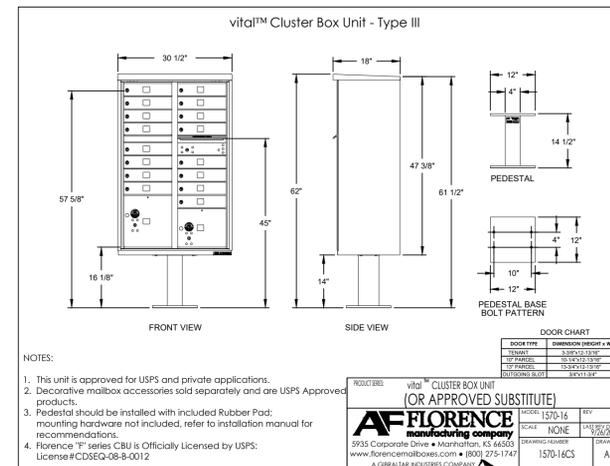 vital™ Cluster Box Unit - Type III
30 1/2"
18"
12"
4"
14 1/2"
PEDESTAL
57 5/8"
62"
47 3/8"
61 1/2"
45"
16 1/8"
14"
4"
12"
10"
12"
PEDESTAL BASE
BOLT PATTERN
FRONT VIEW
SIDE VIEW
DOOR CHART
DOOR TYPE DIMENSION (HEIGHT x W
TENANT 3-3/8"x12-13/16"
10" PARCEL 10-1/4"x12-13/16"
13" PARCEL 13-3/4"x12-13/16"
OUTGOING SLOT 3/4"x11-3/4"
NOTES:
1. This unit is approved for USPS and private applications.
2. Decorative mailbox accessories sold separately and are USPS Approved
products.
3. Pedestal should be installed with included Rubber Pad;
mounting hardware not included, refer to installation manual for
recommendations.
4. Florence "F" series CBU is Officially Licensed by USPS:
License#CDSEQ-08-B-0012
PRODUCT SERIES: vital™ CLUSTER BOX UNIT
(OR APPROVED SUBSTITUTE)
AF FLORENCE
manufacturing company
5935 Corporate Drive • Manhattan, KS 66503
www.florencemailboxes.com • (800) 275-1747
A GIBRALTAR INDUSTRIES COMPANY
MODEL 1570-16 REV
SCALE NONE
DRAWING NUMBER
1570-16CS